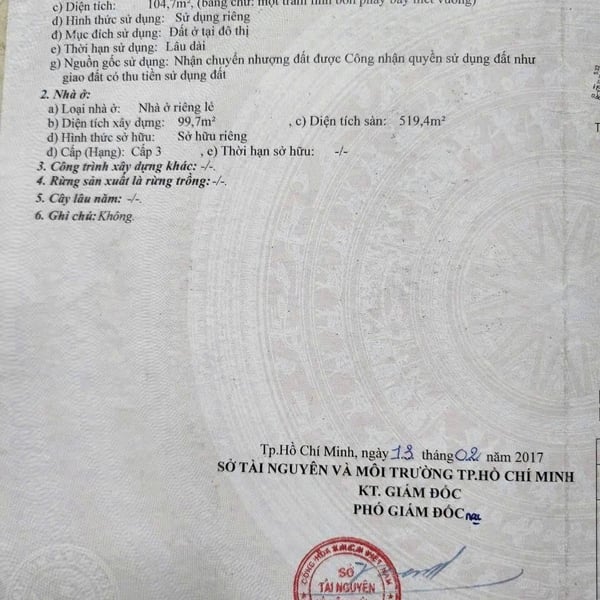 c) Diện tích: 104,7m², (bằng chữ: một trăm linh bốn phẩy bảy mét vuông)
d) Hình thức sử dụng: Sử dụng riêng
đ) Mục đích sử dụng: Đất ở tại đô thị
e) Thời hạn sử dụng: Lâu dài
g) Nguồn gốc sử dụng: Nhận chuyển nhượng đất được Công nhận quyền sử dụng đất như
giao đất có thu tiền sử dụng đất
2. Nhà ở:
a) Loại nhà ở: Nhà ở riêng lẻ
b) Diện tích xây dựng: 99,7m² , c) Diện tích sàn: 519,4m²
d) Hình thức sở hữu: Sở hữu riêng
đ) Cấp (Hạng): Cấp 3 , e) Thời hạn sở hữu: -/-
3. Công trình xây dựng khác: -/-.
4. Rừng sản xuất là rừng trồng: -/-.
5. Cây lâu năm: -/-.
6. Ghi chú: Không.
Tp.Hồ Chí Minh, ngày 13 tháng 02 năm 2017
SỞ TÀI NGUYÊN VÀ MÔI TRƯỜNG TP.HỒ CHÍ MINH
KT. GIÁM ĐỐC
PHÓ GIÁM ĐỐC
CỘNG HÒA X.H.C.N VIỆT NAM
SỞ
TÀI NGUYÊN